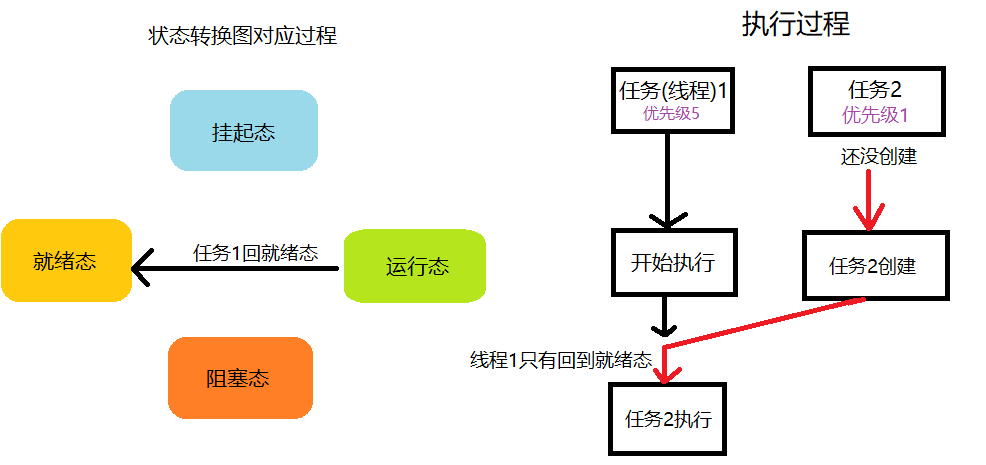 状态转换图对应过程
挂起态
就绪态
任务1回就绪态
运行态
阻塞态
执行过程
任务(线程)1
优先级5
任务2
优先级1
还没创建
开始执行
任务2创建
线程1只有回到就绪态
任务2执行